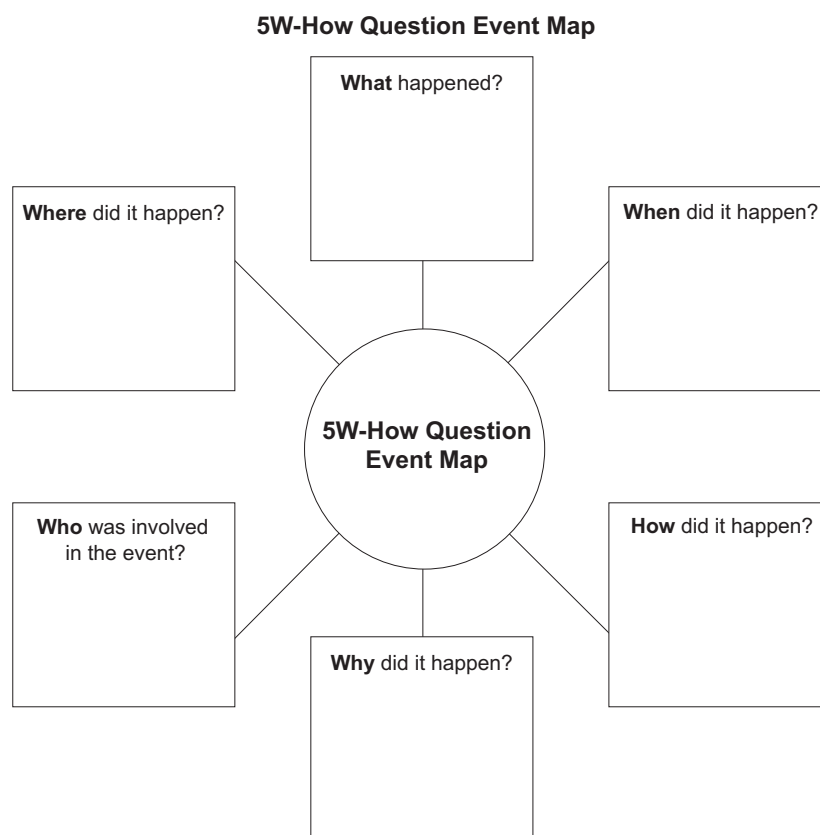 5W-How Question Event Map
What happened?
Where did it happen?
When did it happen?
5W-How Question
Event Map
Who was involved
in the event?
How did it happen?
Why did it happen?